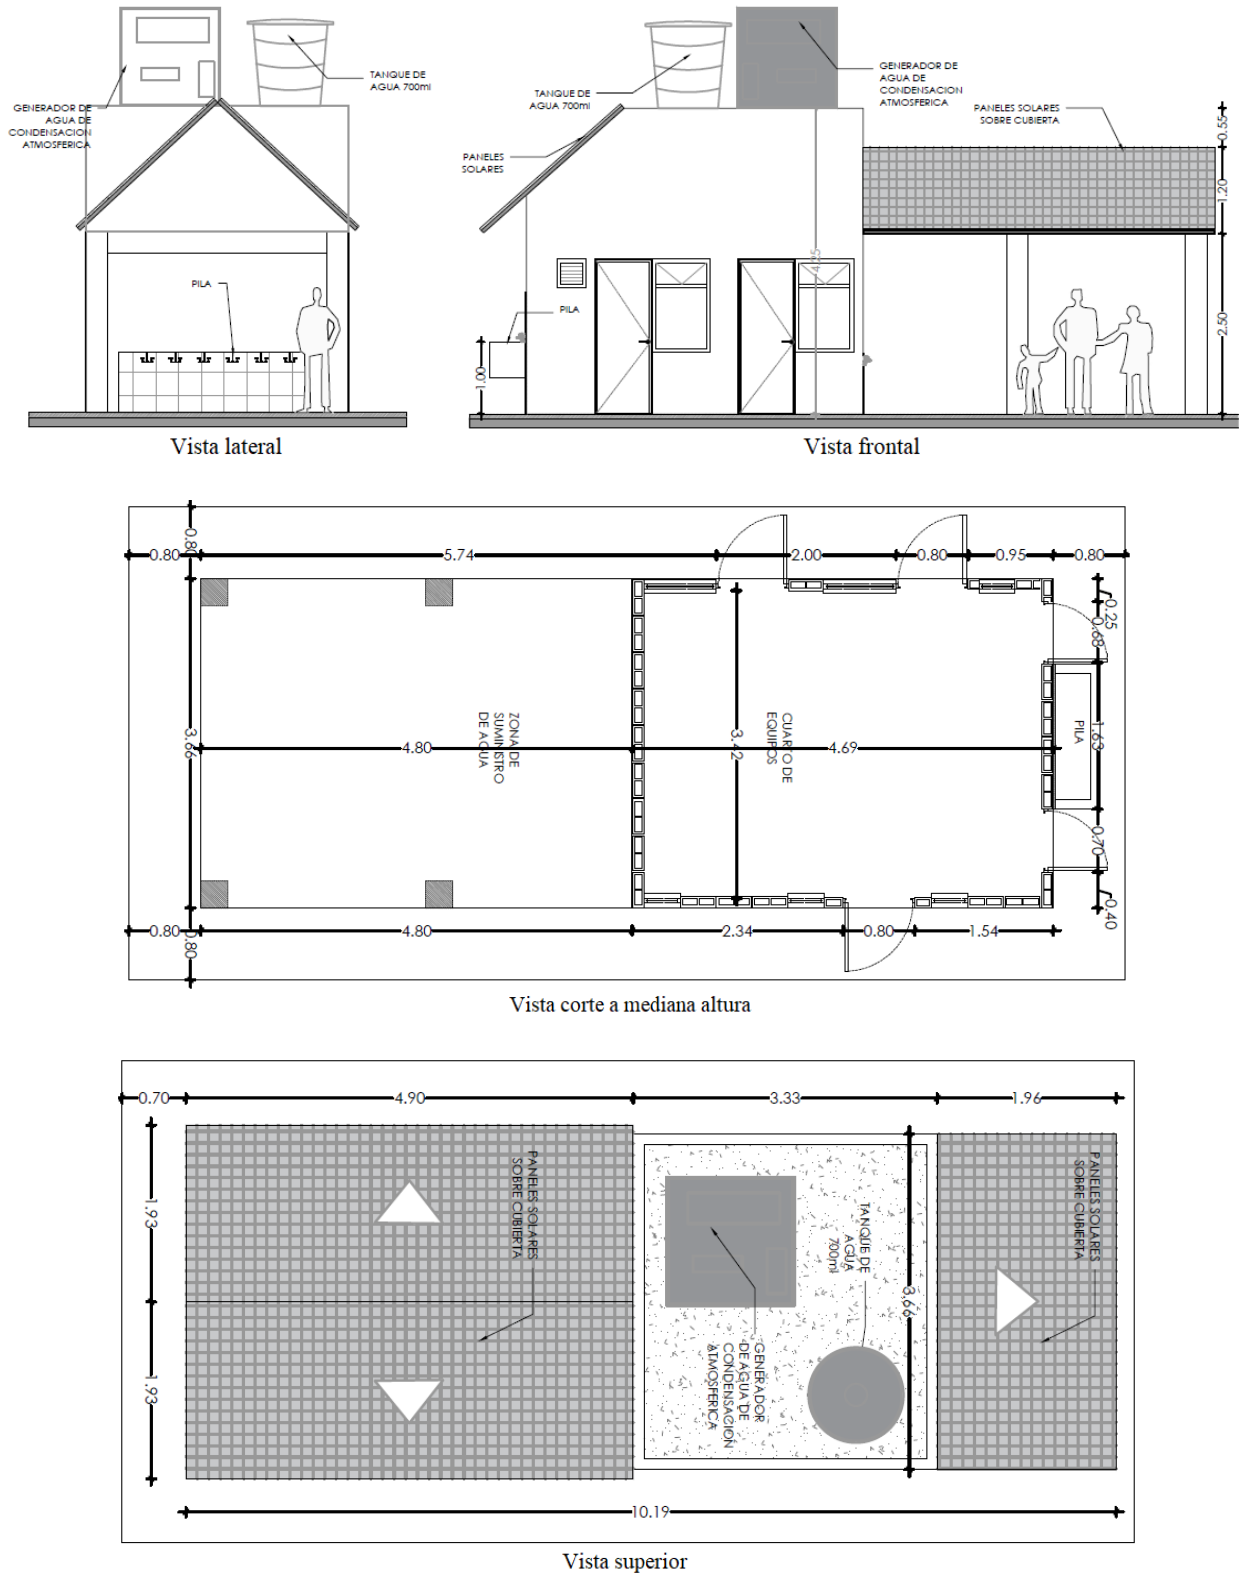 GENERADOR DE
AGUA DE
CONDENSACION
ATMOSFERICA
TANQUE DE
AGUA 700ml
PILA
Vista lateral
TANQUE DE
AGUA 700ml
GENERADOR DE
AGUA DE
CONDENSACION
ATMOSFERICA
PANELES SOLARES
SOBRE CUBIERTA
PANELES
SOLARES
PILA
1.00
4.25
0.55
1.20
2.50
Vista frontal
0.80
0.80
5.74
2.00
0.80
0.95
0.80
0.25
0.68
1.63
0.70
0.40
3.66
4.80
ZONA DE
SUMINISTRO
DE AGUA
3.42
CUARTO DE
EQUIPOS
4.69
PILA
0.80
0.80
4.80
2.34
0.80
1.54
Vista corte a mediana altura
0.70
4.90
3.33
1.96
1.93
1.93
PANELES SOLARES
SOBRE CUBIERTA
TANQUE DE
AGUA
700ml
GENERADOR
DE AGUA DE
CONDENSACION
ATMOSFERICA
3.66
PANELES SOLARES
SOBRE CUBIERTA
10.19
Vista superior